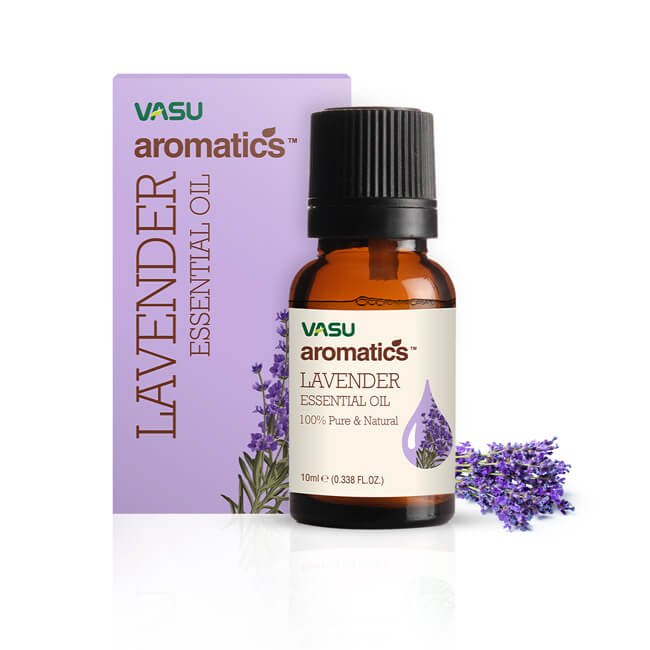 VASU
aromatics™
LAVENDER
ESSENTIAL OIL
VASU
aromatics™
LAVENDER
ESSENTIAL OIL
100% Pure & Natural
10ml ℮ (0.338 FL.OZ.)